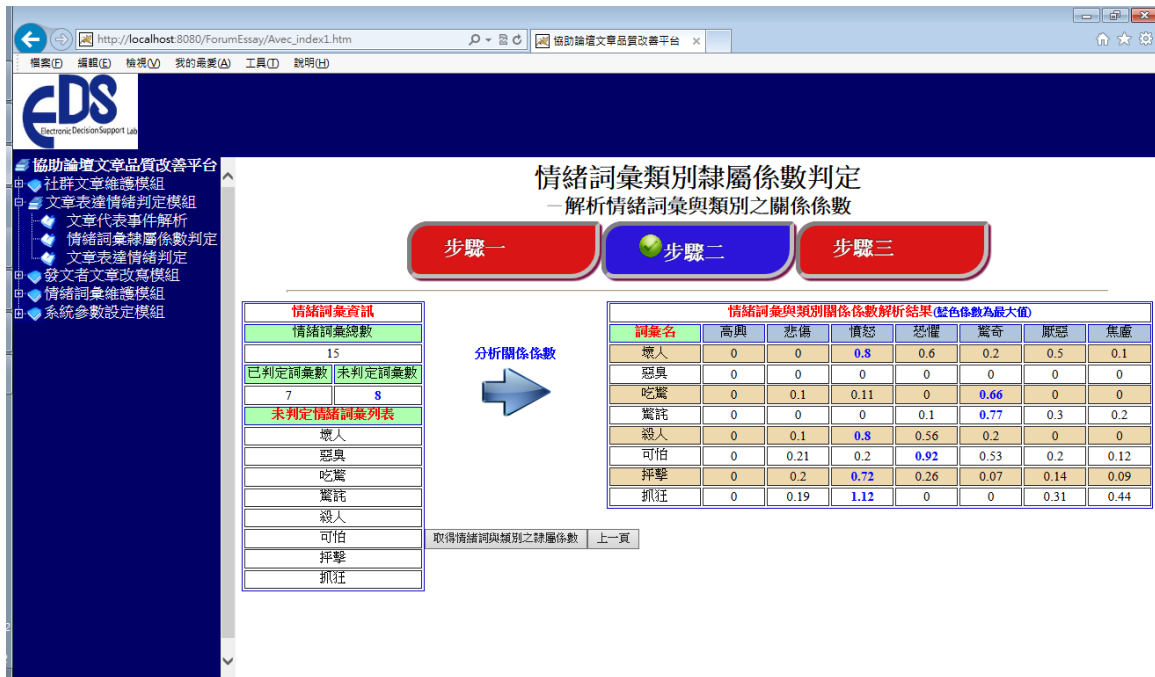 http://localhost:8080/ForumEssay/Avec_index1.htm
協助論壇文章品質改善平台
檔案(F) 編輯(E) 檢視(V) 我的最愛(A) 工具(T) 說明(H)
EDS
Electronic Decision Support Lab
協助論壇文章品質改善平台
社群文章維護模組
文章表達情緒判定模組
文章代表事件解析
情緒詞彙隸屬係數判定
文章表達情緒判定
發文者文章改寫模組
情緒詞彙維護模組
系統參數設定模組
情緒詞彙類別隸屬係數判定
－解析情緒詞彙與類別之關係係數
步驟一 步驟二 步驟三
情緒詞彙資訊
情緒詞彙總數
15
已判定詞彙數 未判定詞彙數
7 8
未判定情緒詞彙列表
壞人
惡臭
吃驚
驚詫
殺人
可怕
抨擊
抓狂
分析關係係數
情緒詞彙與類別關係係數解析結果(藍色係數為最大值)
詞彙名 高興 悲傷 憤怒 恐懼 驚奇 厭惡 焦慮
壞人 0 0 0.8 0.6 0.2 0.5 0.1
惡臭 0 0 0 0 0 0 0
吃驚 0 0.1 0.11 0 0.66 0 0
驚詫 0 0 0 0.1 0.77 0.3 0.2
殺人 0 0.1 0.8 0.56 0.2 0 0
可怕 0 0.21 0.2 0.92 0.53 0.2 0.12
抨擊 0 0.2 0.72 0.26 0.07 0.14 0.09
抓狂 0 0.19 1.12 0 0 0.31 0.44
取得情緒詞與類別之隸屬係數 上一頁